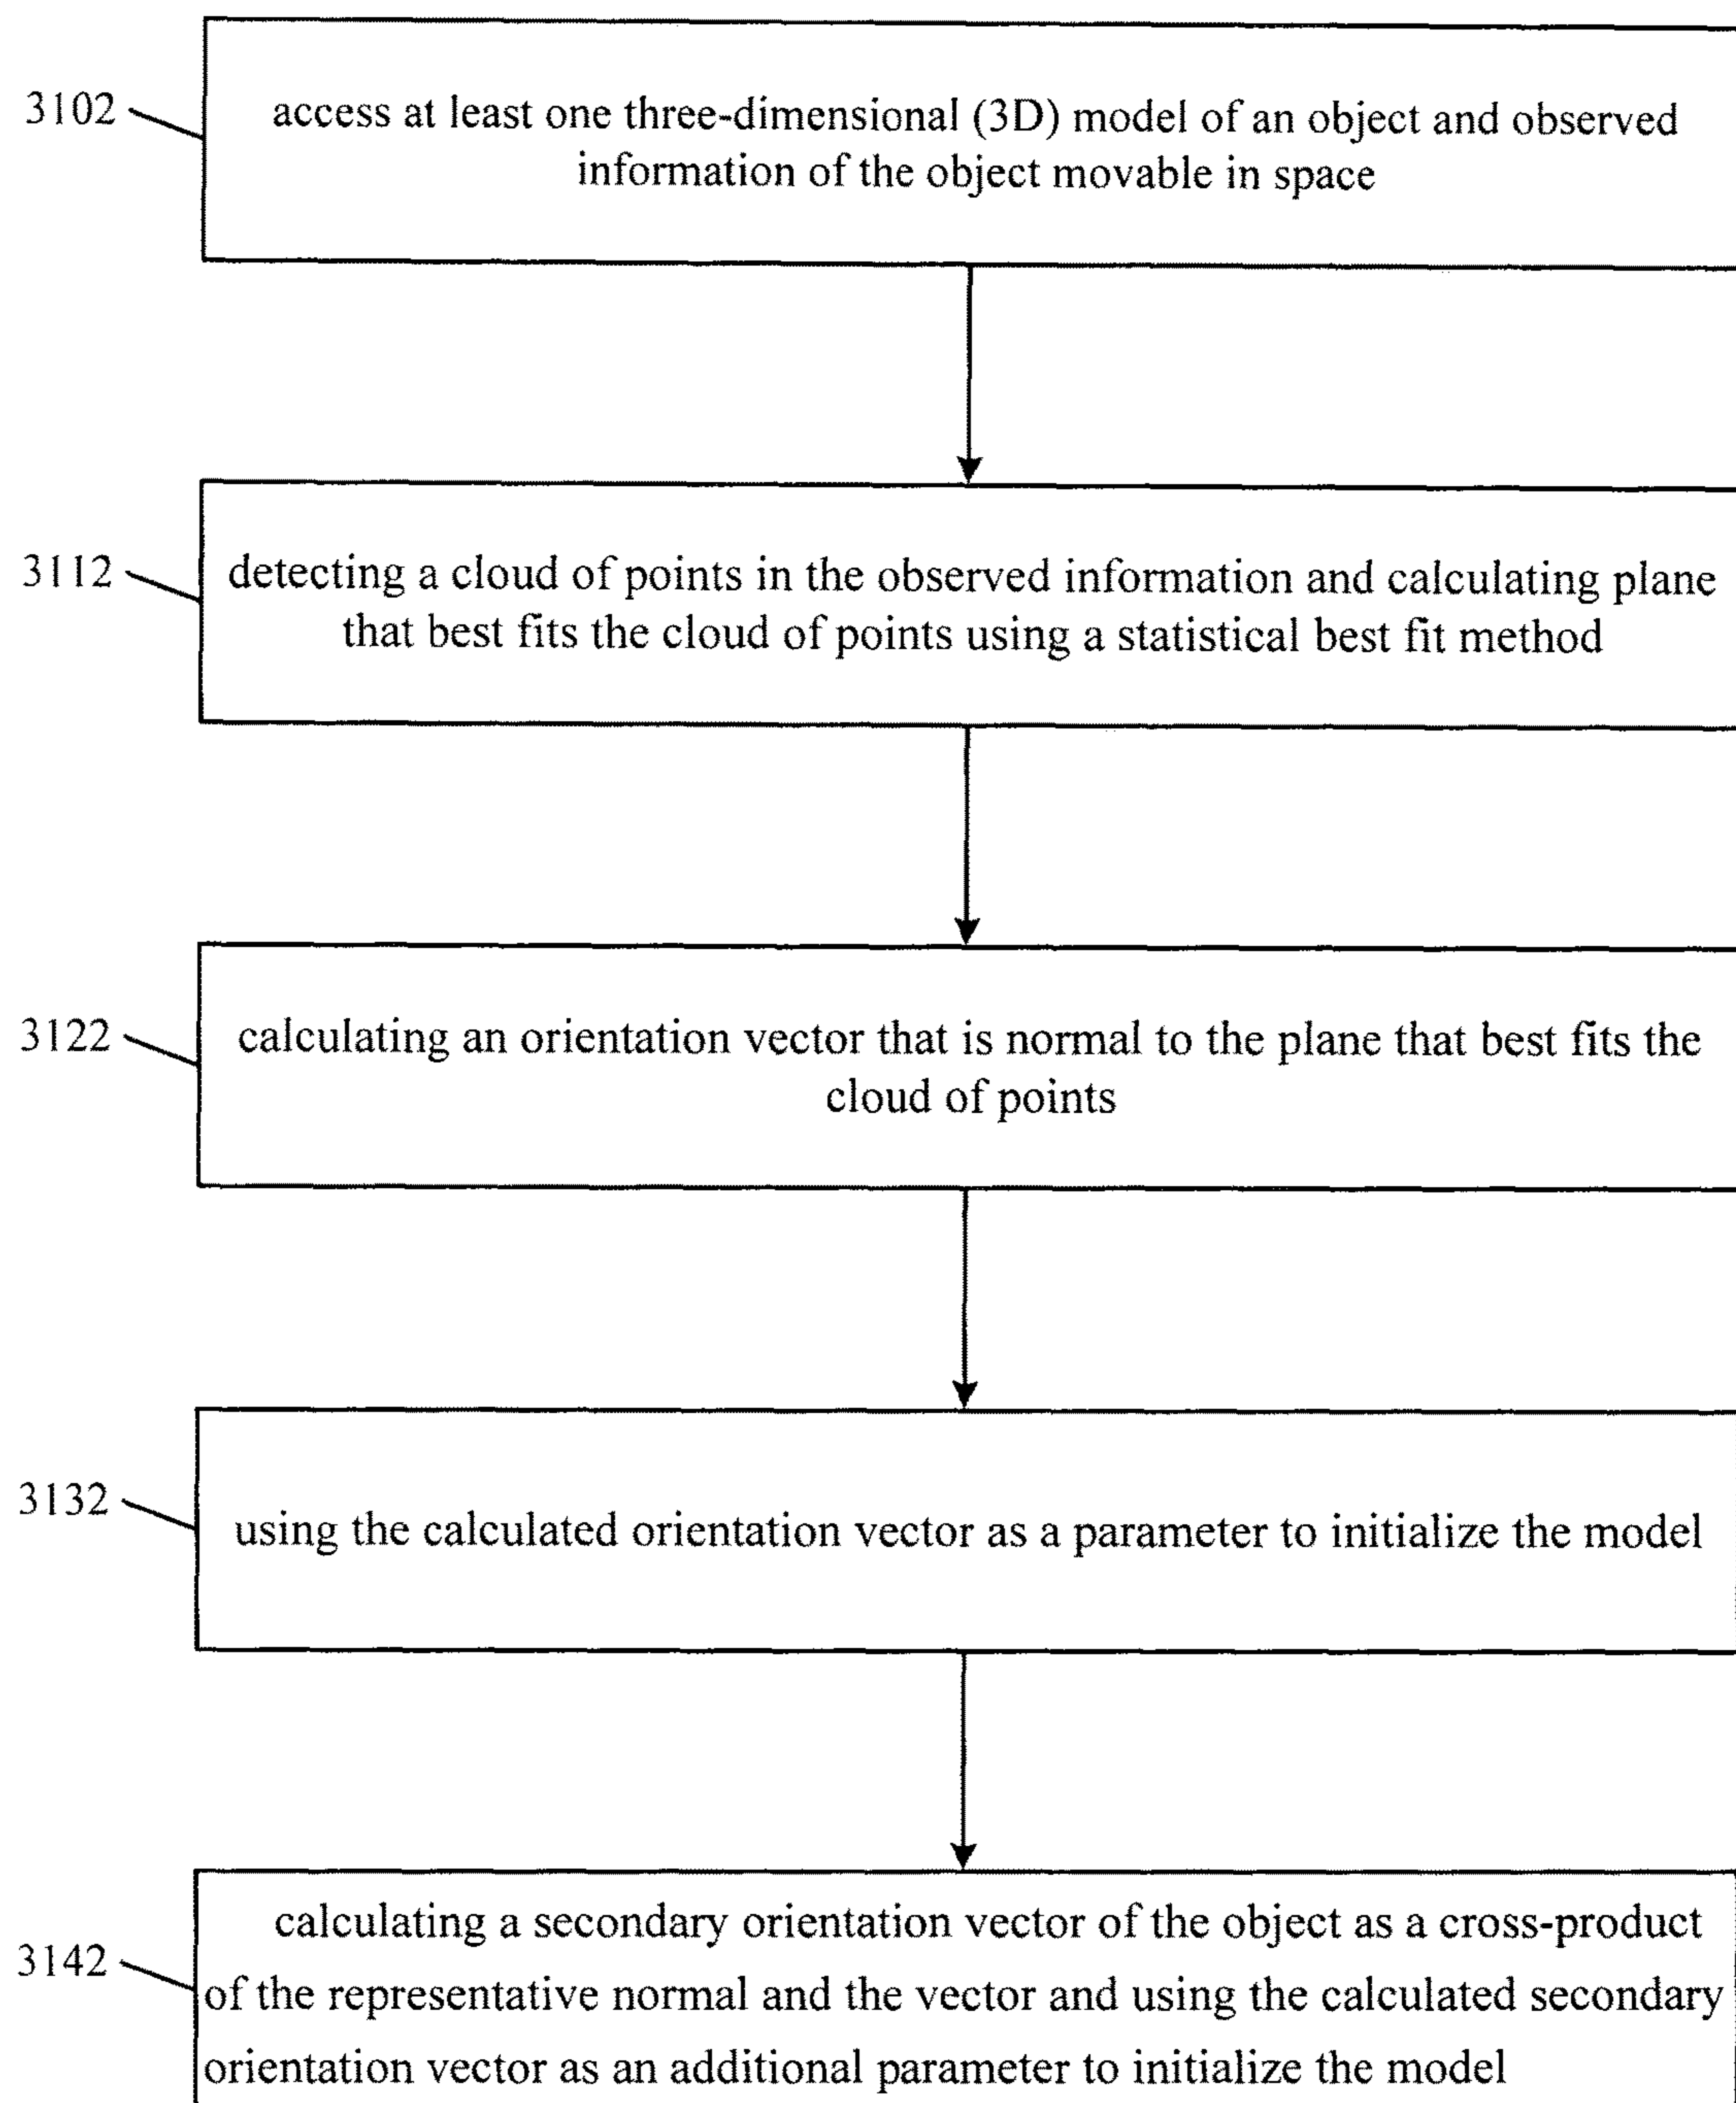 3102
access at least one three-dimensional (3D) model of an object and observed
information of the object movable in space
3112
detecting a cloud of points in the observed information and calculating plane
that best fits the cloud of points using a statistical best fit method
3122
calculating an orientation vector that is normal to the plane that best fits the
cloud of points
3132
using the calculated orientation vector as a parameter to initialize the model
3142
calculating a secondary orientation vector of the object as a cross-product
of the representative normal and the vector and using the calculated secondary
orientation vector as an additional parameter to initialize the model